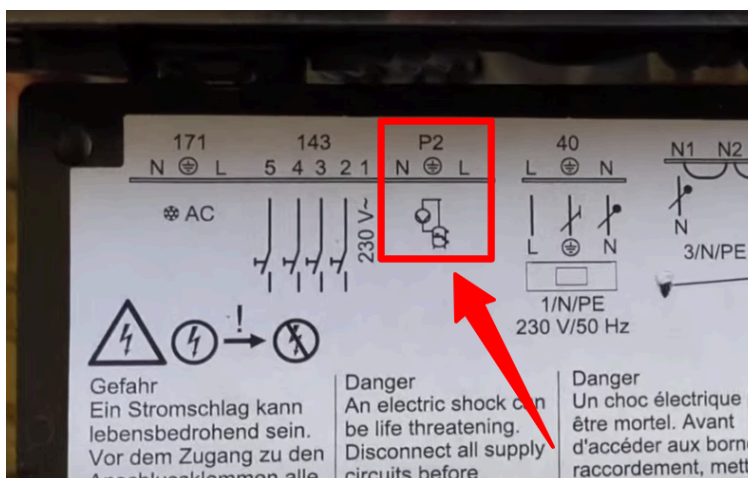 171 143 P2 40 N1 N2
N L 5 4 3 2 1 N L L N
AC
230 V~
L N
N
3/N/PE
1/N/PE
230 V/50 Hz
!
Gefahr
Ein Stromschlag kann
lebensbedrohend sein.
Vor dem Zugang zu den
Anschlussklemmen alle
Danger
An electric shock can
be life threatening.
Disconnect all supply
circuits before
Danger
Un choc électrique
être mortel. Avant
d'accéder aux
raccordement,